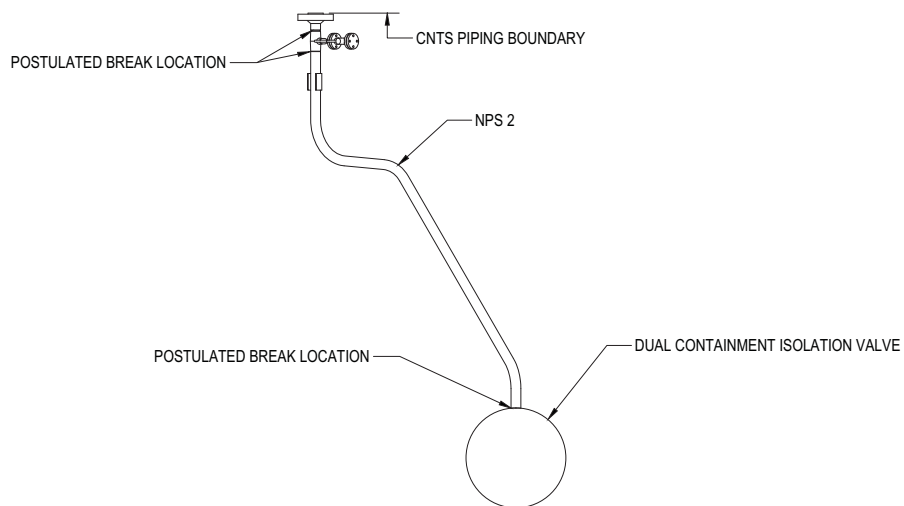 CNTS PIPING BOUNDARY
POSTULATED BREAK LOCATION
NPS 2
DUAL CONTAINMENT ISOLATION VALVE
POSTULATED BREAK LOCATION